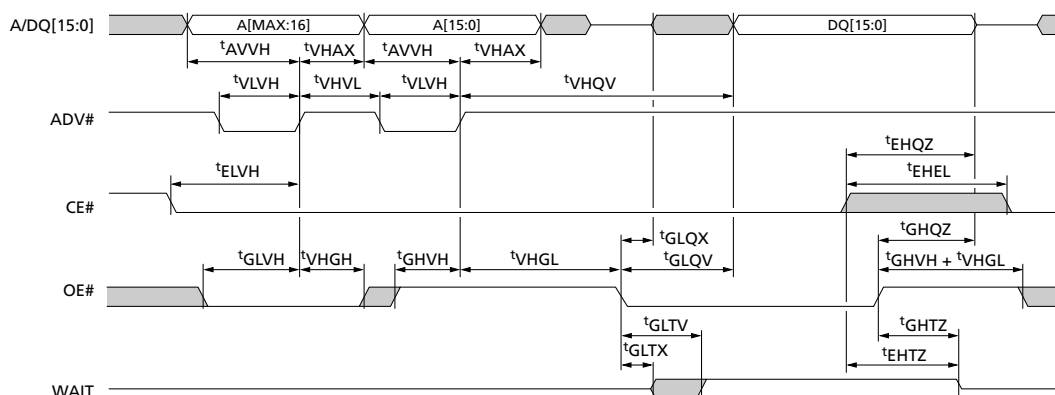 A/DQ[15:0] A[MAX:16] A[15:0] DQ[15:0]
tAVVH tVHAX tAVVH tVHAX
tVLVH tVHVL tVLVH tVHQV
ADV#
tEHQZ
tELVH tEHEL
CE#
tGLQX tGHQZ
tGLVH tVHGH tGHVH tVHGL tGLQV tGHVH + tVHGL
OE#
tGLTV tGHTZ
tGLTX tEHTZ
WAIT